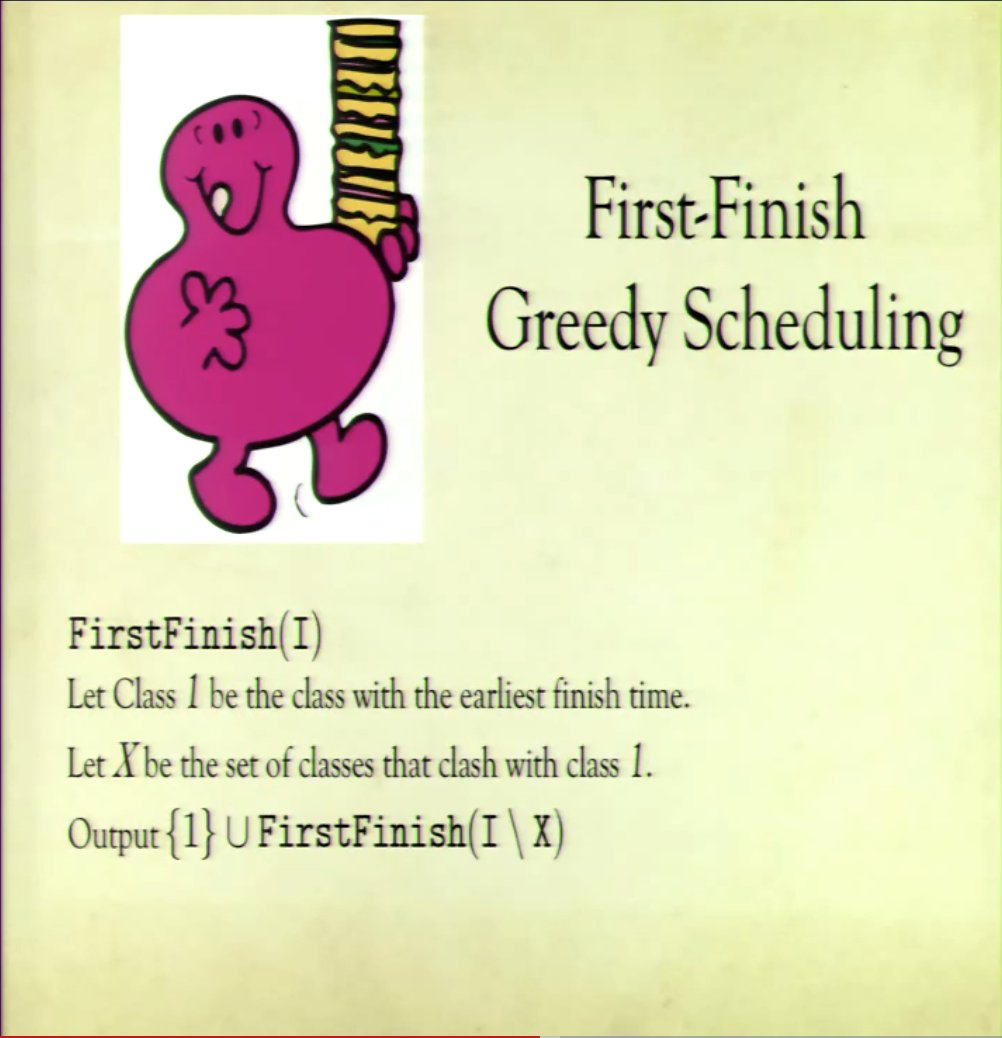 First-Finish
Greedy Scheduling
FirstFinish(I)
Let Class 1 be the class with the earliest finish time.
Let X be the set of classes that clash with class 1.
Output {1} ∪ FirstFinish(I \ X)